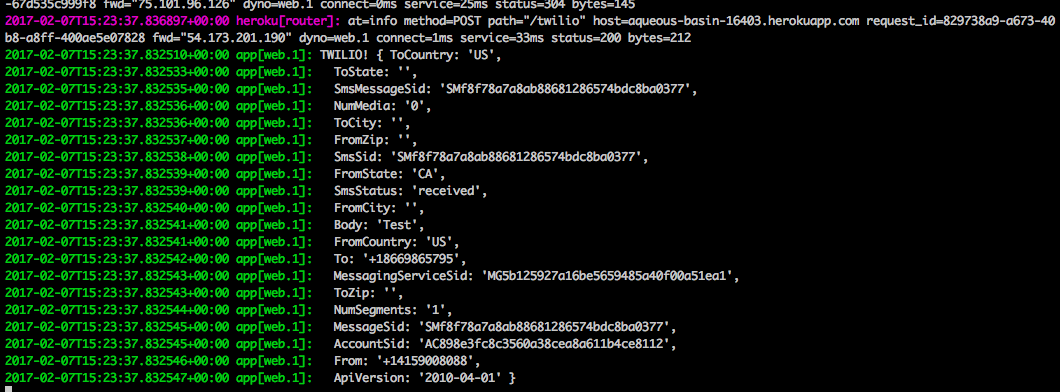 -67d535c999f8 fwd="75.101.96.126" dyno=web.1 connect=0ms service=25ms status=304 bytes=145
2017-02-07T15:23:37.836897+00:00 heroku[router]: at=info method=POST path="/twilio" host=aqueous-basin-16403.herokuapp.com request_id=829738a9-a673-40
b8-a8ff-400ae5e07828 fwd="54.173.201.190" dyno=web.1 connect=1ms service=33ms status=200 bytes=212
2017-02-07T15:23:37.832510+00:00 app[web.1]: TWILIO! { ToCountry: 'US',
2017-02-07T15:23:37.832533+00:00 app[web.1]:   ToState: '',
2017-02-07T15:23:37.832535+00:00 app[web.1]:   SmsMessageSid: 'SMf8f78a7a8ab88681286574bdc8ba0377',
2017-02-07T15:23:37.832536+00:00 app[web.1]:   NumMedia: '0',
2017-02-07T15:23:37.832536+00:00 app[web.1]:   ToCity: '',
2017-02-07T15:23:37.832537+00:00 app[web.1]:   FromZip: '',
2017-02-07T15:23:37.832538+00:00 app[web.1]:   SmsSid: 'SMf8f78a7a8ab88681286574bdc8ba0377',
2017-02-07T15:23:37.832539+00:00 app[web.1]:   FromState: 'CA',
2017-02-07T15:23:37.832539+00:00 app[web.1]:   SmsStatus: 'received',
2017-02-07T15:23:37.832540+00:00 app[web.1]:   FromCity: '',
2017-02-07T15:23:37.832541+00:00 app[web.1]:   Body: 'Test',
2017-02-07T15:23:37.832541+00:00 app[web.1]:   FromCountry: 'US',
2017-02-07T15:23:37.832542+00:00 app[web.1]:   To: '+18669865795',
2017-02-07T15:23:37.832543+00:00 app[web.1]:   MessagingServiceSid: 'MG5b125927a16be5659485a40f00a51ea1',
2017-02-07T15:23:37.832543+00:00 app[web.1]:   ToZip: '',
2017-02-07T15:23:37.832544+00:00 app[web.1]:   NumSegments: '1',
2017-02-07T15:23:37.832545+00:00 app[web.1]:   MessageSid: 'SMf8f78a7a8ab88681286574bdc8ba0377',
2017-02-07T15:23:37.832545+00:00 app[web.1]:   AccountSid: 'AC898e3fc8c3560a38cea8a611b4ce8112',
2017-02-07T15:23:37.832546+00:00 app[web.1]:   From: '+14159008088',
2017-02-07T15:23:37.832547+00:00 app[web.1]:   ApiVersion: '2010-04-01' }